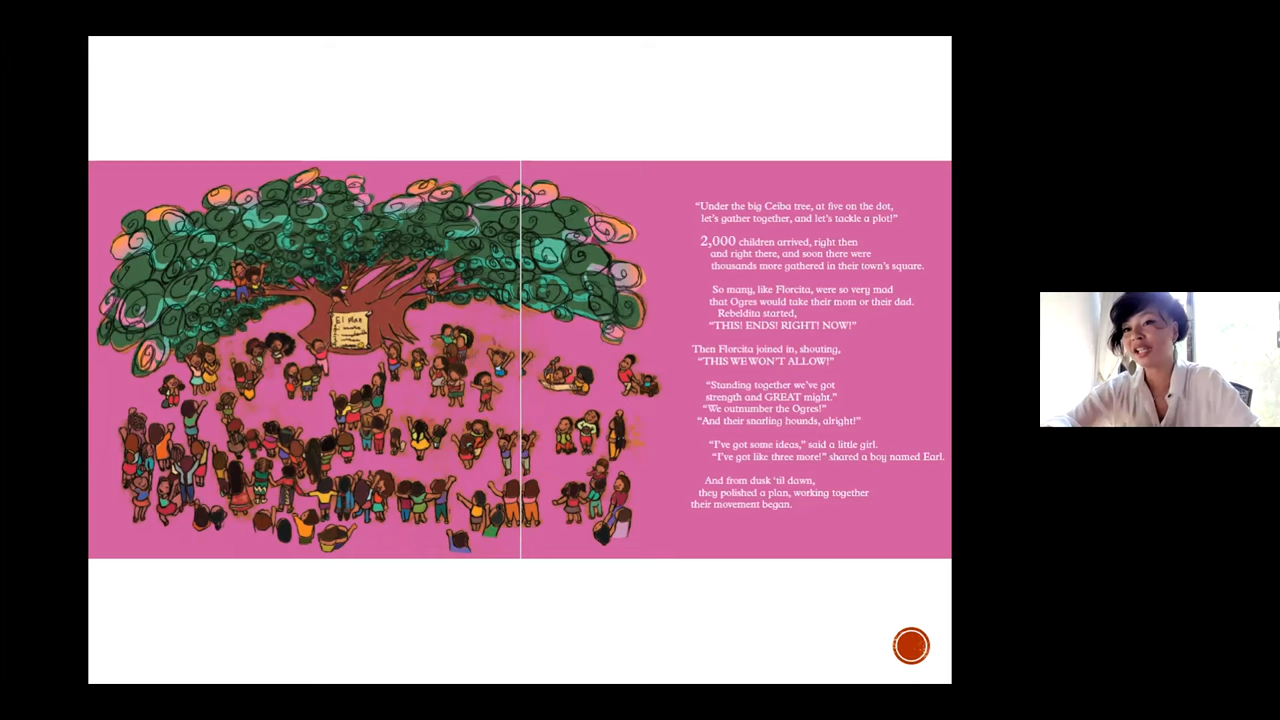 El Plan
“Under the big Ceiba tree, at five on the dot,
let’s gather together, and let’s tackle a plot!”
2,000 children arrived, right then
and right there, and soon there were
thousands more gathered in their town’s square.
So many, like Florcita, were so very mad
that Ogres would take their mom or their dad.
Rebeldita started,
“THIS! ENDS! RIGHT! NOW!”
Then Florcita joined in, shouting,
“THIS WE WON’T ALLOW!”
“Standing together we’ve got
strength and GREAT might.”
“We outnumber the Ogres!”
“And their snarling hounds, alright!”
“I’ve got some ideas,” said a little girl.
“I’ve got like three more!” shared a boy named Earl.
And from dusk ‘til dawn,
they polished a plan, working together
their movement began.